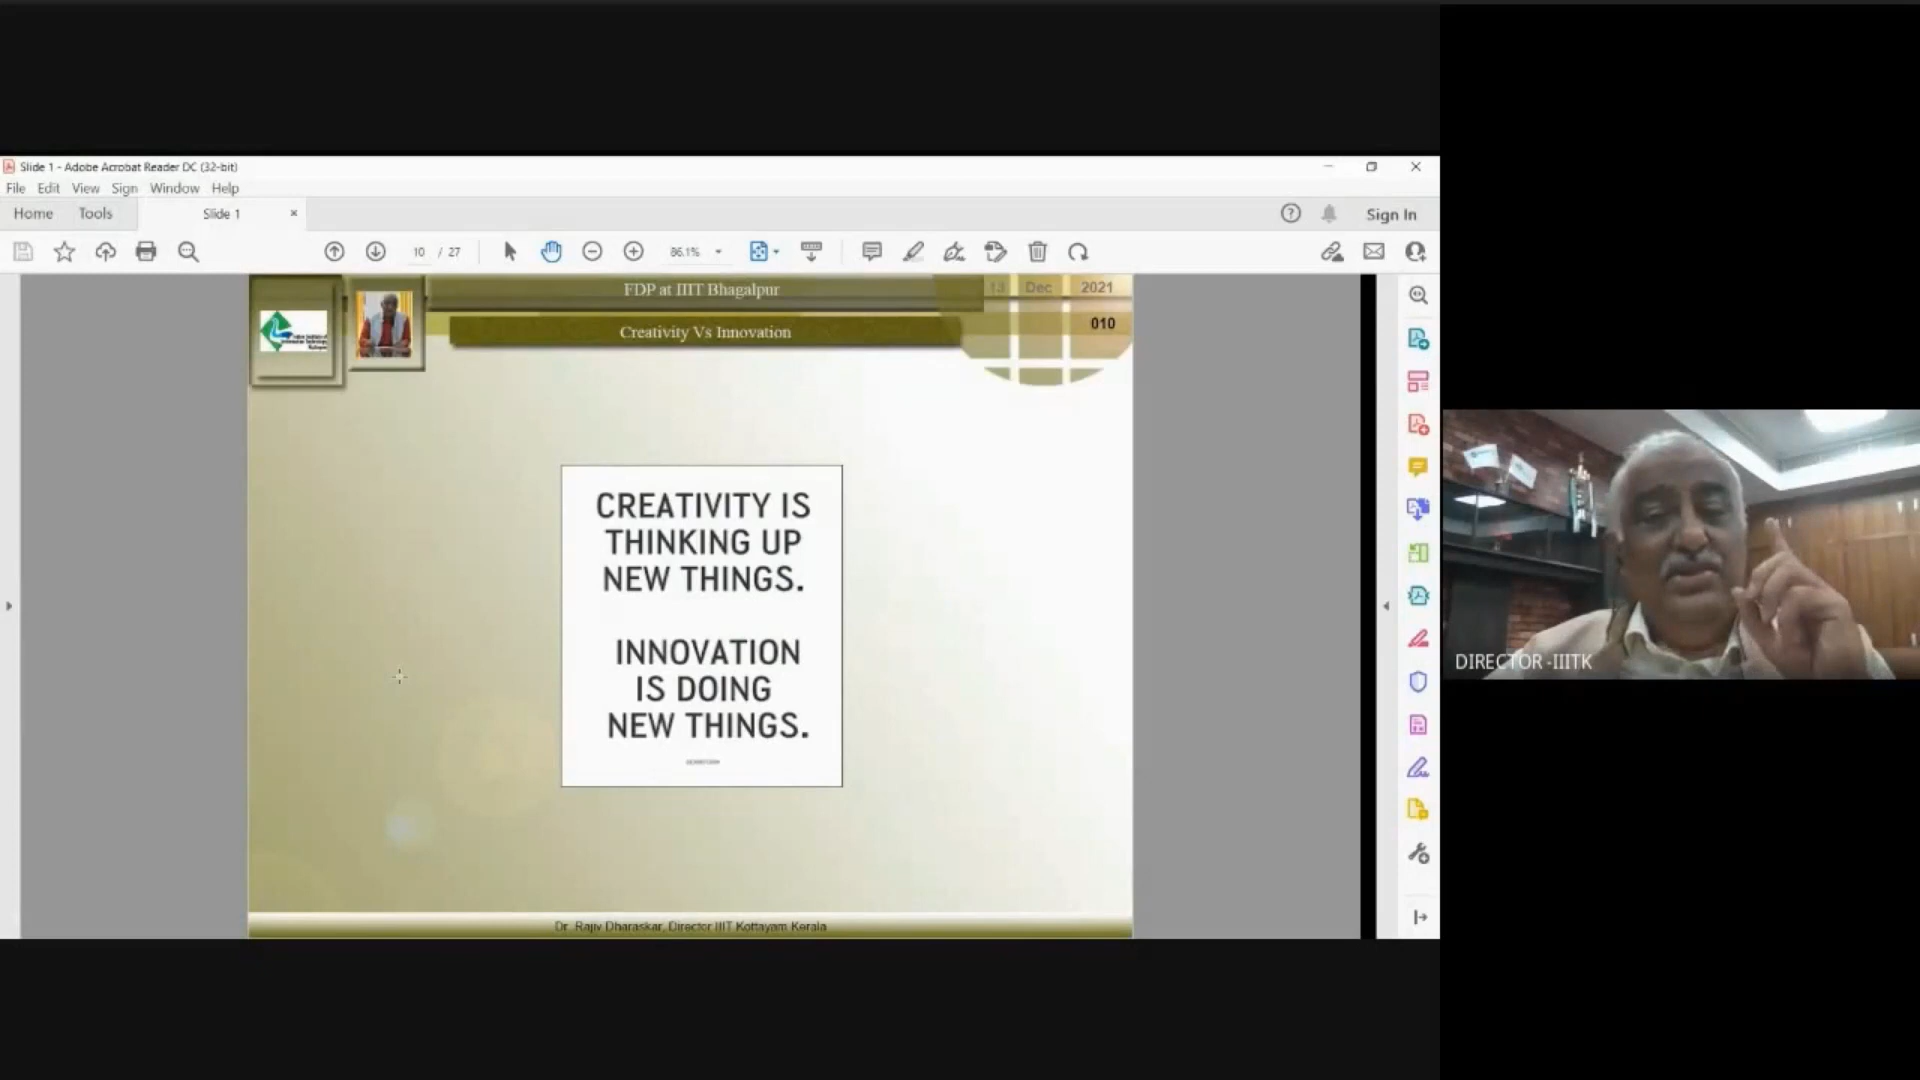 Slide 1 - Adobe Acrobat Reader DC (32-bit)
File Edit View Sign Window Help
Home Tools Slide 1
Sign In
10 / 27
86.1%
FDP at IIIT Bhagalpur
13 Dec 2021
Creativity Vs Innovation
010
CREATIVITY IS
THINKING UP
NEW THINGS.
INNOVATION
IS DOING
NEW THINGS.
DIRECTOR -IIITK
Dr. Rajiv Dharaskar, Director IIIT Kottayam Kerala